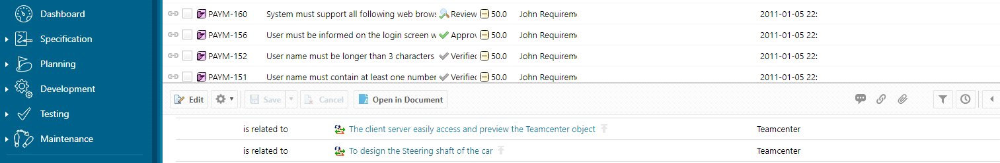 Dashboard
Specification
Planning
Development
Testing
Maintenance
PAYM-160 System must support all following web brows Review 50.0 John Requireme 2011-01-05 22:
PAYM-156 User must be informed on the login screen w Approv 50.0 John Requireme 2011-01-05 22:
PAYM-152 User name must be longer than 3 characters Verified 50.0 John Requireme 2011-01-05 22:
PAYM-151 User name must contain at least one number Verified 50.0 John Requireme 2011-01-05 22:
Edit Save Cancel Open in Document
is related to The client server easily access and preview the Teamcenter object Teamcenter
is related to To design the Steering shaft of the car Teamcenter